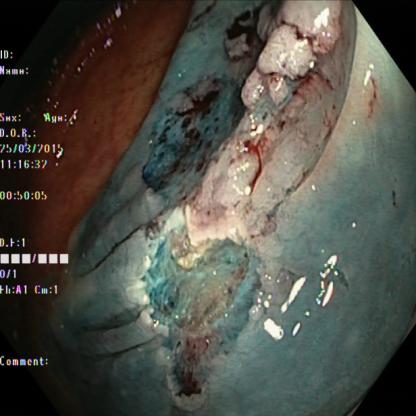 ID:
Name:
Sex: Age:
D.O.B.:
25/03/2015
11:16:32
00:50:05
D.F:1
■■■/■■■
0/1
Eh:A1 Cm:1
Comment: